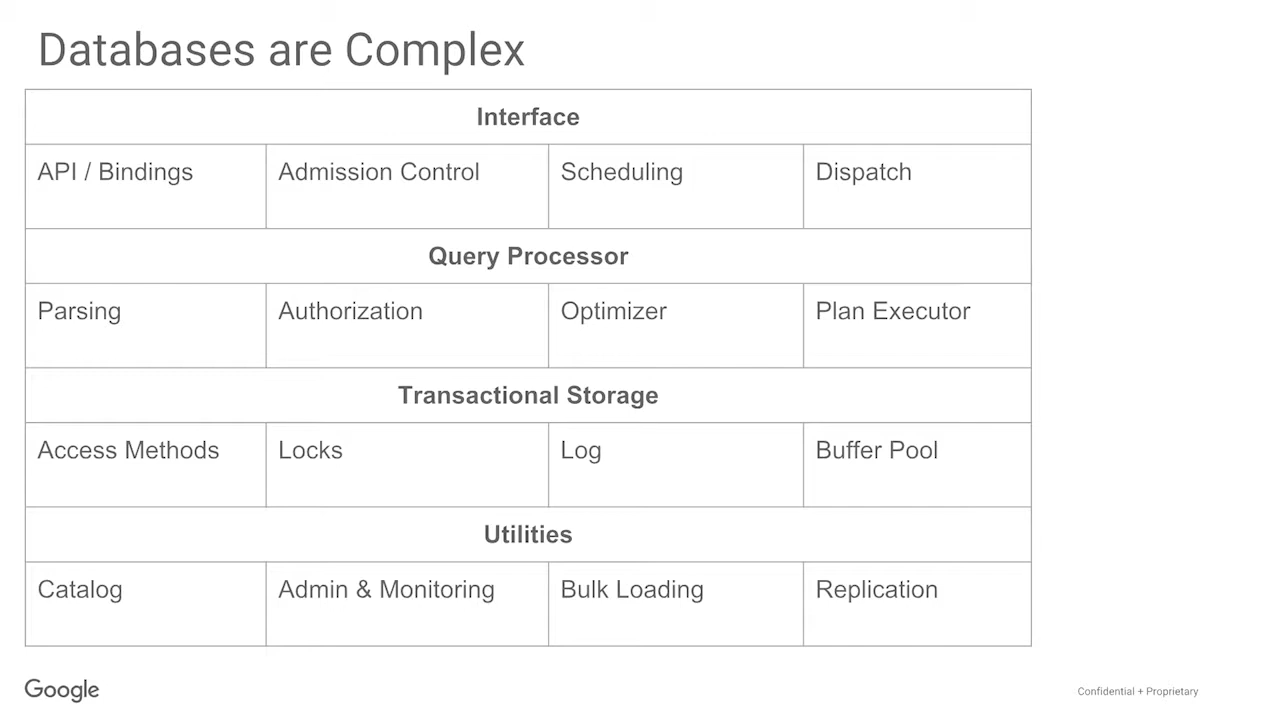 Databases are Complex
Interface
API / Bindings Admission Control Scheduling Dispatch
Query Processor
Parsing Authorization Optimizer Plan Executor
Transactional Storage
Access Methods Locks Log Buffer Pool
Utilities
Catalog Admin & Monitoring Bulk Loading Replication
Google
Confidential + Proprietary